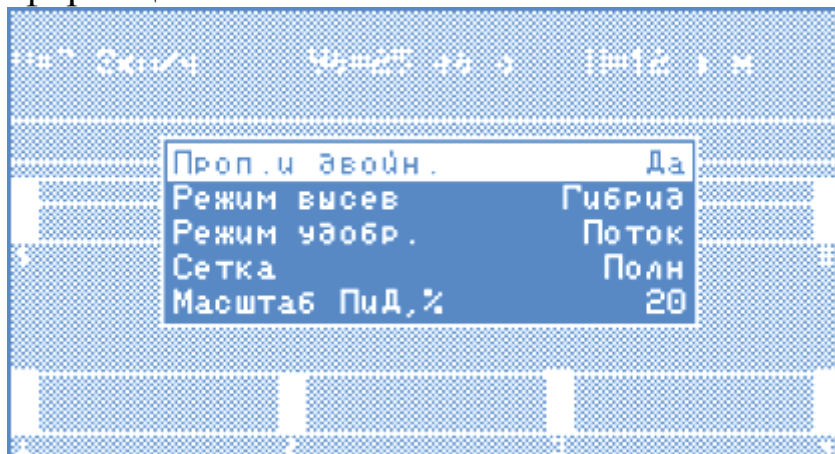 Проп.и двойн. Да
Режим высев Гибрид
Режим удобр. Поток
Сетка Полн
Масштаб ПиД,% 20